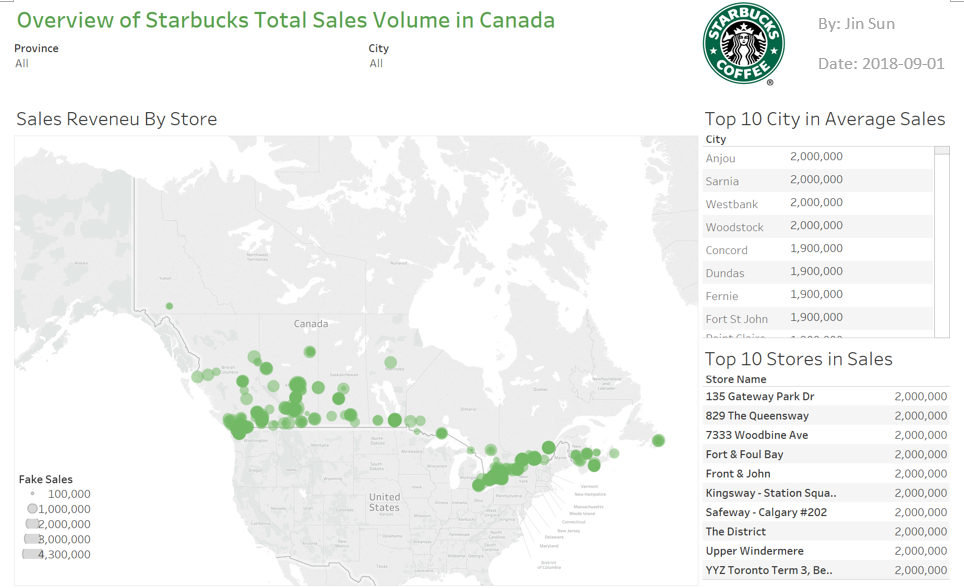 Overview of Starbucks Total Sales Volume in Canada
STARBUCKS
COFFEE
®
By: Jin Sun
Date: 2018-09-01
Province
All
City
All
Sales Reveneu By Store
Canada
United
States
Fake Sales
100,000
1,000,000
2,000,000
3,000,000
4,300,000
Top 10 City in Average Sales
City
Anjou 2,000,000
Sarnia 2,000,000
Westbank 2,000,000
Woodstock 2,000,000
Concord 1,900,000
Dundas 1,900,000
Fernie 1,900,000
Fort St John 1,900,000
Top 10 Stores in Sales
Store Name
135 Gateway Park Dr 2,000,000
829 The Queensway 2,000,000
7333 Woodbine Ave 2,000,000
Fort & Foul Bay 2,000,000
Front & John 2,000,000
Kingsway - Station Squa.. 2,000,000
Safeway - Calgary #202 2,000,000
The District 2,000,000
Upper Windermere 2,000,000
YYZ Toronto Term 3, Be.. 2,000,000